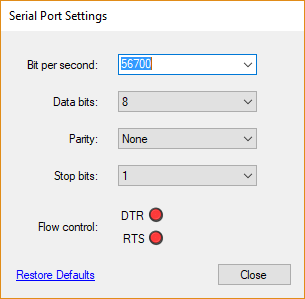 Serial Port Settings
Bit per second: 56700
Data bits: 8
Parity: None
Stop bits: 1
Flow control: DTR
RTS
Restore Defaults Close